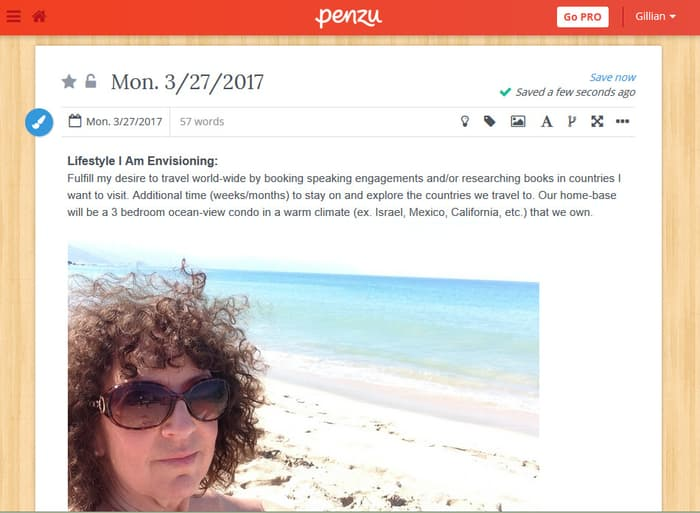 penzu
Go PRO
Gillian
Mon. 3/27/2017
Save now
Saved a few seconds ago
Mon. 3/27/2017 57 words
Lifestyle I Am Envisioning:
Fulfill my desire to travel world-wide by booking speaking engagements and/or researching books in countries I
want to visit. Additional time (weeks/months) to stay on and explore the countries we travel to. Our home-base
will be a 3 bedroom ocean-view condo in a warm climate (ex. Israel, Mexico, California, etc.) that we own.